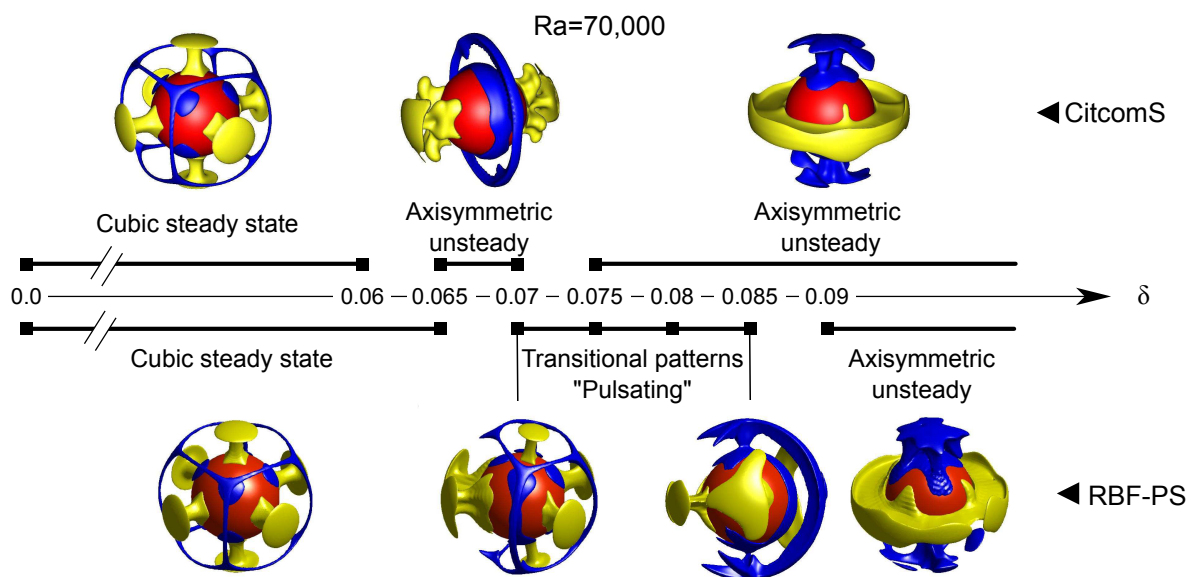 Ra=70,000
◄ CitcomS
Cubic steady state
Axisymmetric
unsteady
Axisymmetric
unsteady
0.0 0.06 – 0.065 – 0.07 – 0.075 – 0.08 – 0.085 – 0.09 δ
Cubic steady state
Transitional patterns
"Pulsating"
Axisymmetric
unsteady
◄ RBF-PS